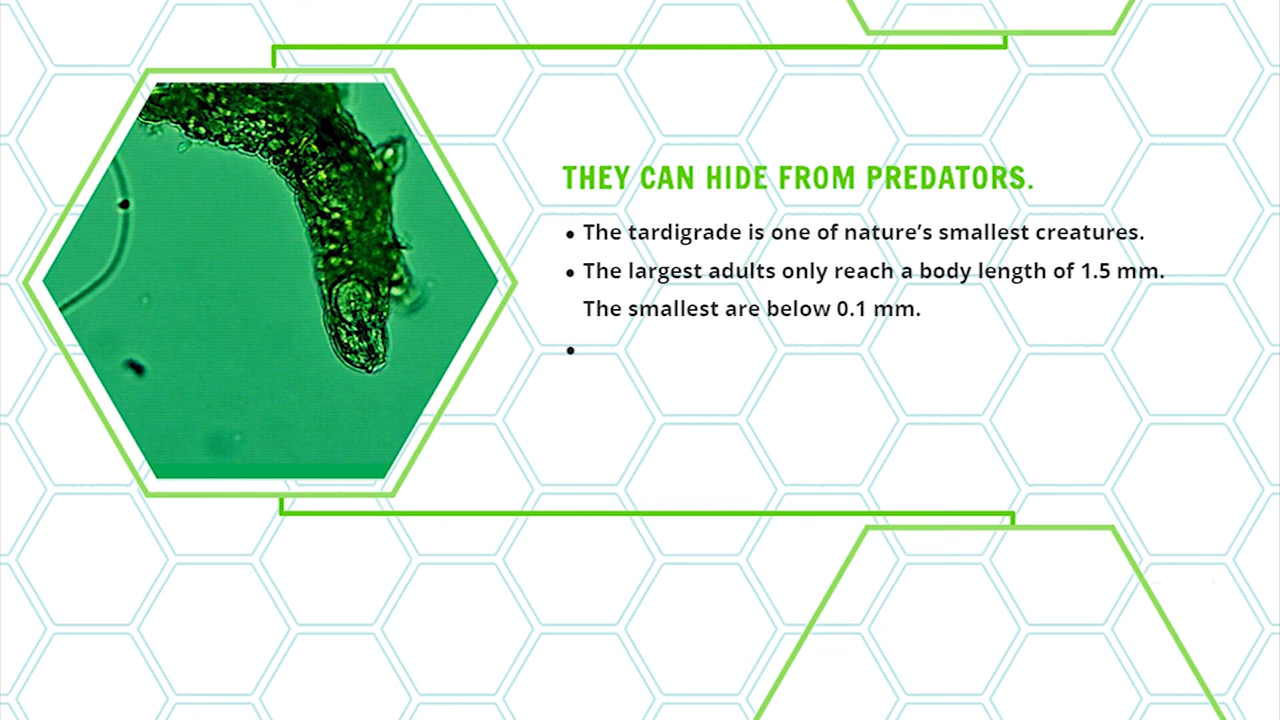 THEY CAN HIDE FROM PREDATORS.
• The tardigrade is one of nature's smallest creatures.
• The largest adults only reach a body length of 1.5 mm.
The smallest are below 0.1 mm.
•